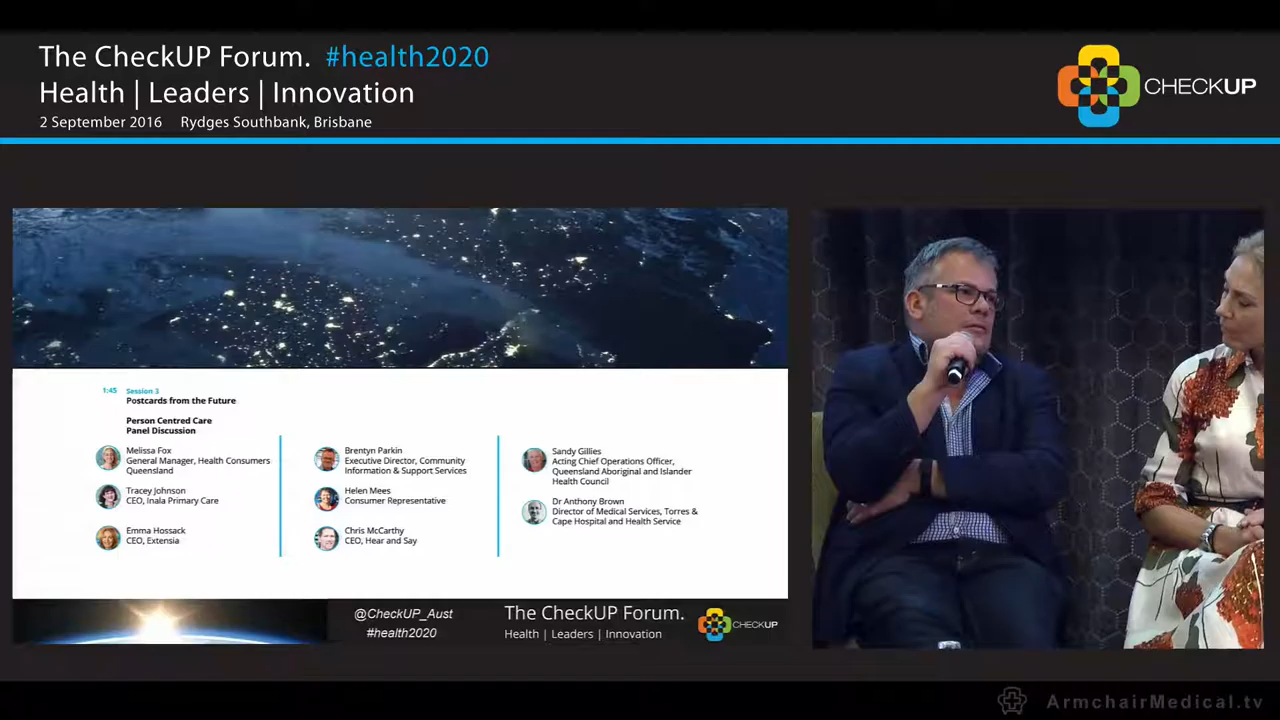 The CheckUP Forum. #health2020
Health | Leaders | Innovation
2 September 2016 Rydges Southbank, Brisbane
CHECKUP
1:45 Session 3
Postcards from the Future
Person Centred Care
Panel Discussion
Melissa Fox
General Manager, Health Consumers
Queensland
Tracey Johnson
CEO, Inala Primary Care
Emma Hossack
CEO, Extensia
Brentyn Parkin
Executive Director, Community
Information & Support Services
Helen Mees
Consumer Representative
Chris McCarthy
CEO, Hear and Say
Sandy Gillies
Acting Chief Operations Officer,
Queensland Aboriginal and Islander
Health Council
Dr Anthony Brown
Director of Medical Services, Torres &
Cape Hospital and Health Service
@CheckUP_Aust
#health2020
The CheckUP Forum.
Health | Leaders | Innovation
CHECKUP
ArmchairMedical.tv